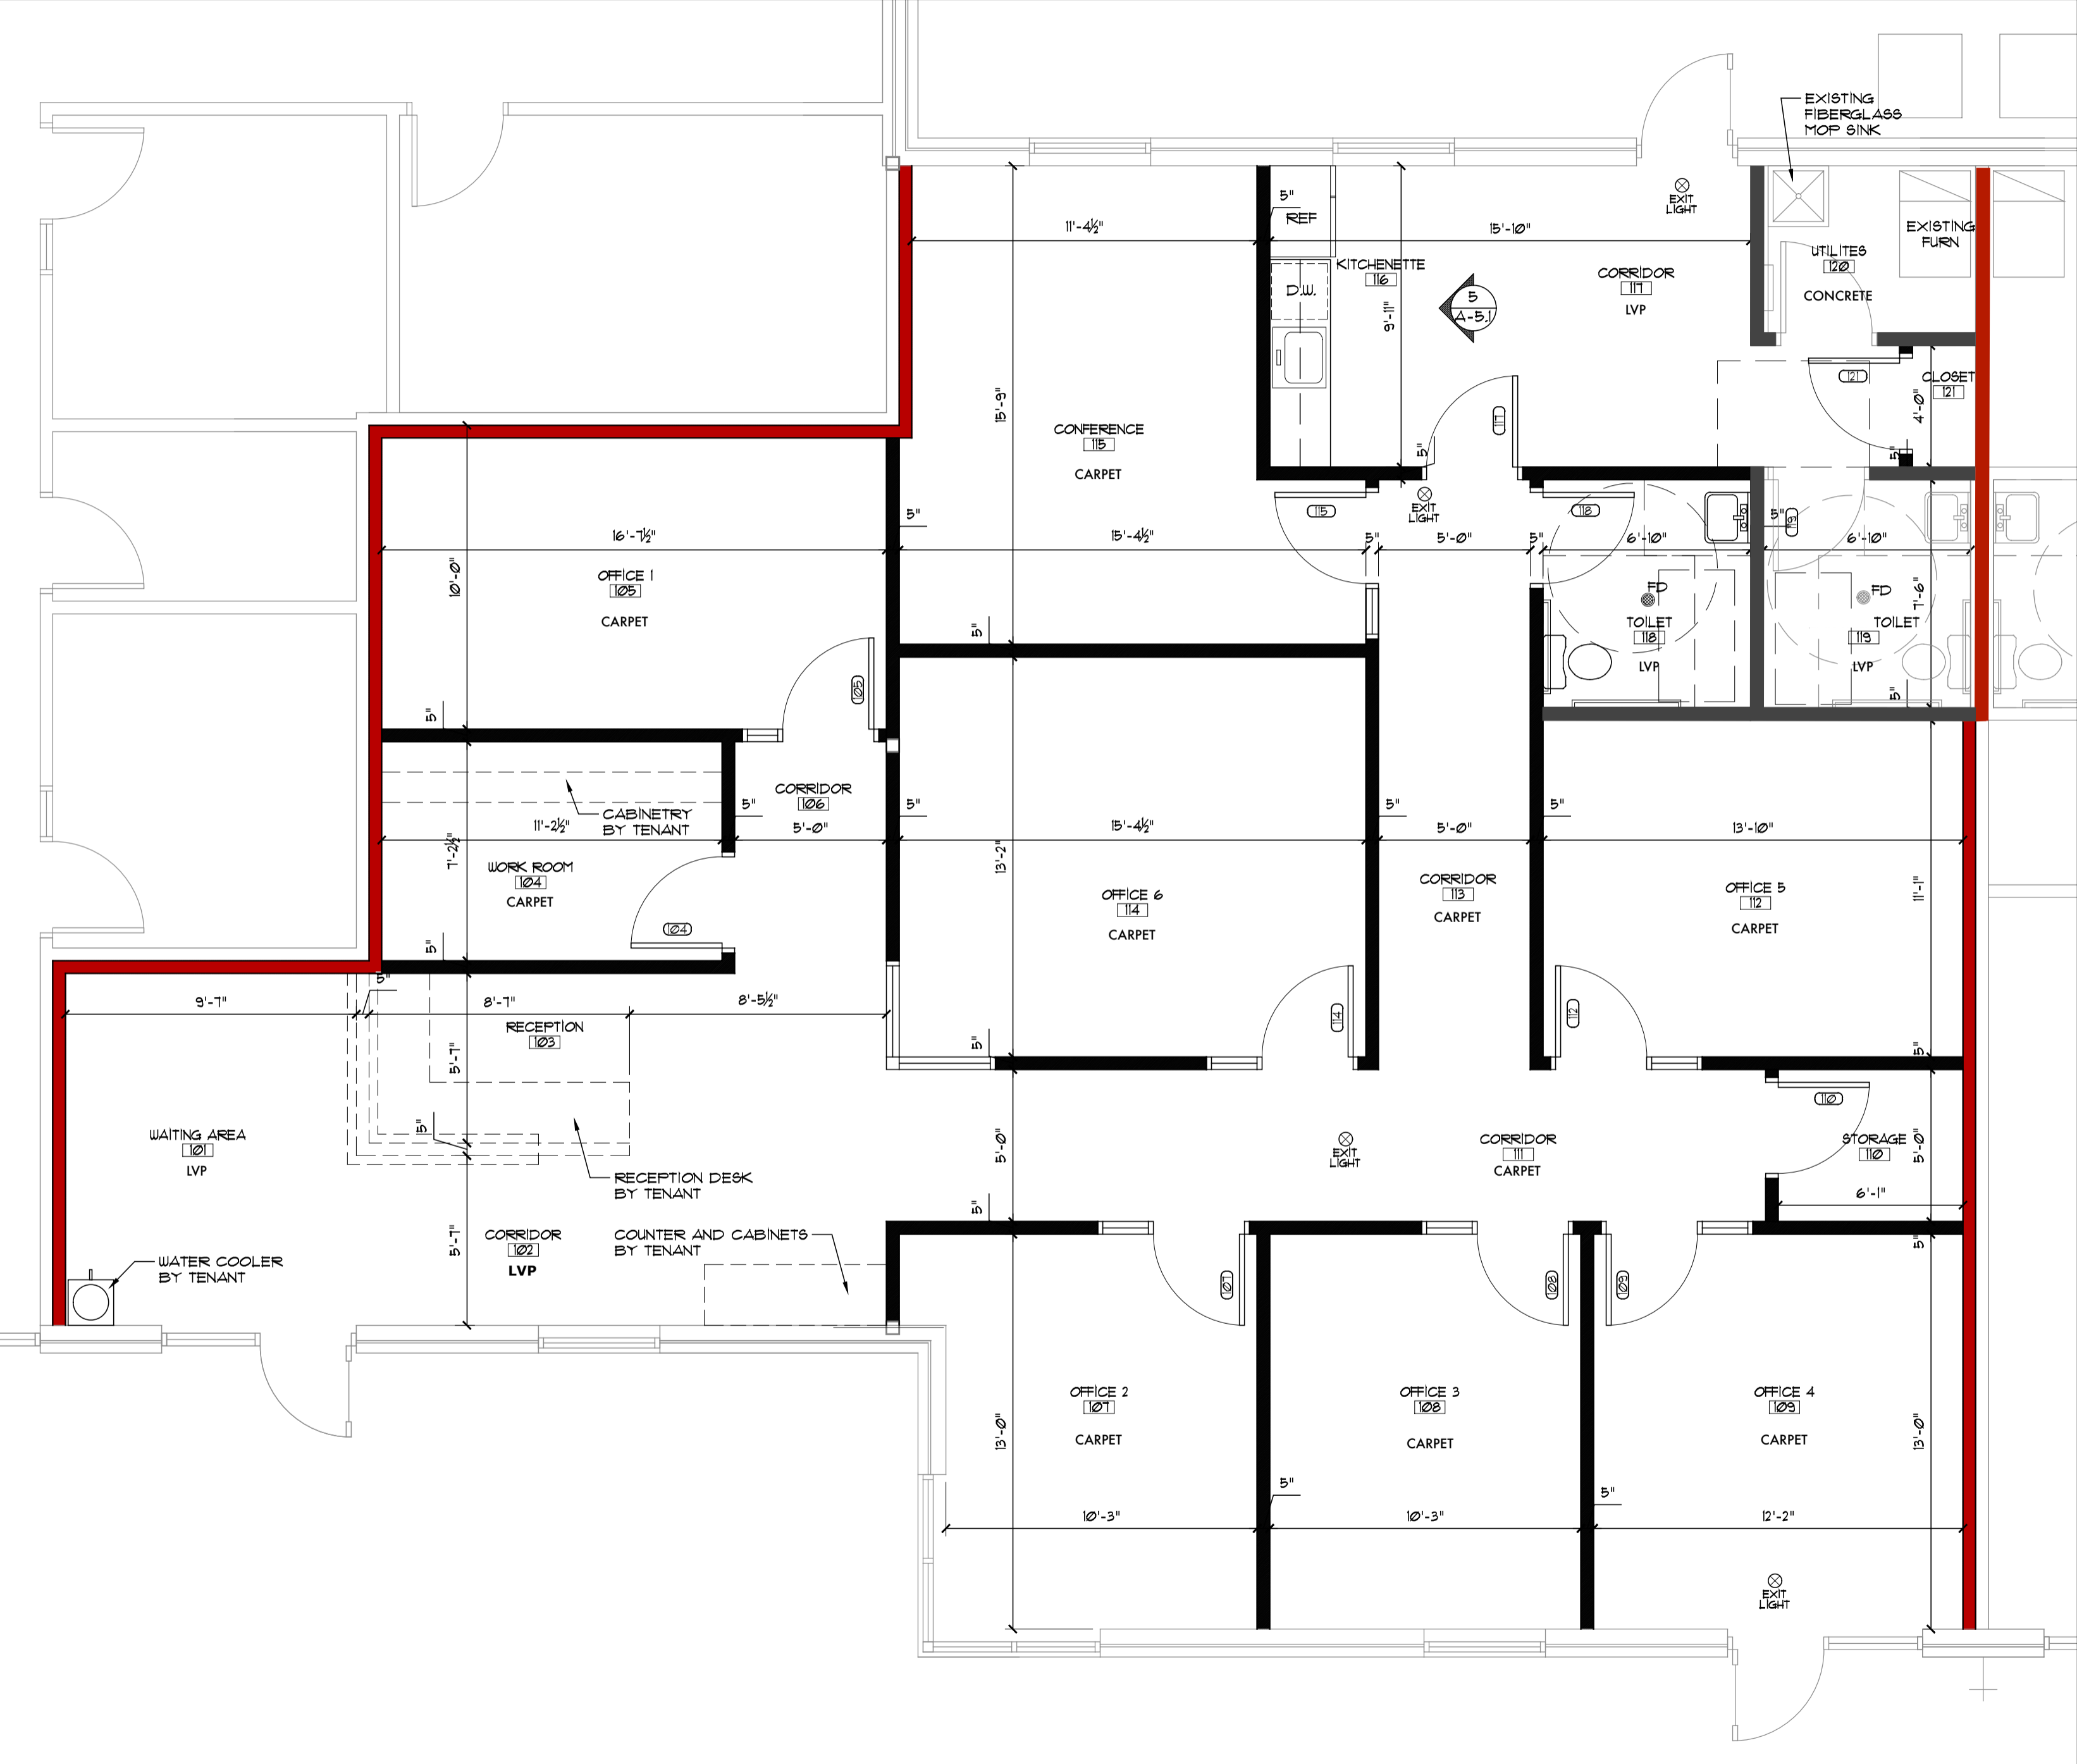 EXISTING
FIBERGLASS
MOP SINK
EXIT
LIGHT
5"
REF
11'-4½"
15'-10"
EXISTING
FURN
UTILITES
120
CONCRETE
KITCHENETTE
116
CORRIDOR
117
LVP
D.W.
5
A-5.1
9'-11"
121
CLOSET
121
4'-0"
15'-9"
CONFERENCE
115
CARPET
117
5"
5"
EXIT
LIGHT
115
118
119
5"
5"
16'-7½"
15'-4½"
5"
5'-0"
5"
6'-10"
6'-10"
10'-0"
OFFICE 1
105
CARPET
FD
TOILET
118
LVP
FD
TOILET
119
LVP
7'-6"
5"
5"
105
5"
CORRIDOR
106
5"
5"
5"
5"
CABINETRY
BY TENANT
11'-2½"
5'-0"
15'-4½"
5'-0"
13'-10"
7'-2½"
WORK ROOM
104
CARPET
13'-2"
OFFICE 6
114
CARPET
CORRIDOR
113
CARPET
OFFICE 5
112
CARPET
11'-1"
104
5"
5"
9'-7"
8'-7"
8'-5½"
RECEPTION
103
114
112
5'-7"
5"
5"
110
5"
WAITING AREA
101
LVP
5'-0"
EXIT
LIGHT
CORRIDOR
111
CARPET
STORAGE
110
5'-0"
RECEPTION DESK
BY TENANT
6'-1"
5"
5'-7"
CORRIDOR
102
LVP
COUNTER AND CABINETS
BY TENANT
5"
WATER COOLER
BY TENANT
107
108
109
OFFICE 2
107
CARPET
OFFICE 3
108
CARPET
OFFICE 4
109
CARPET
13'-0"
13'-0"
5"
5"
10'-3"
10'-3"
12'-2"
EXIT
LIGHT